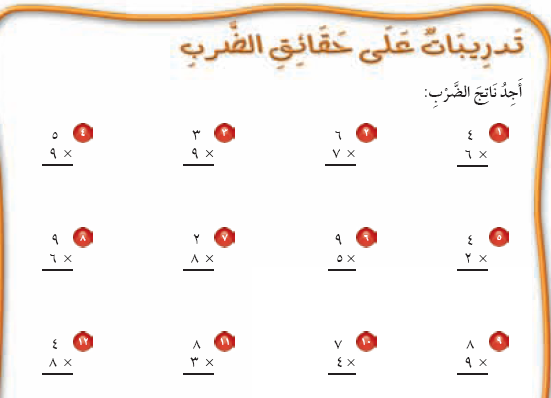 تَدرِيبَاتٌ عَلَى حَقَائِقِ الضَّربِ
أَجِدُ نَاتِجَ الضَّرْبِ:
١ ٤ ٢ ٦ ٣ ٣ ٤ ٥
× ٦ × ٧ × ٩ × ٩
٥ ٤ ٦ ٩ ٧ ٢ ٨ ٩
× ٢ × ٥ × ٨ × ٦
٩ ٨ ١٠ ٧ ١١ ٨ ١٢ ٤
× ٩ × ٤ × ٣ × ٨